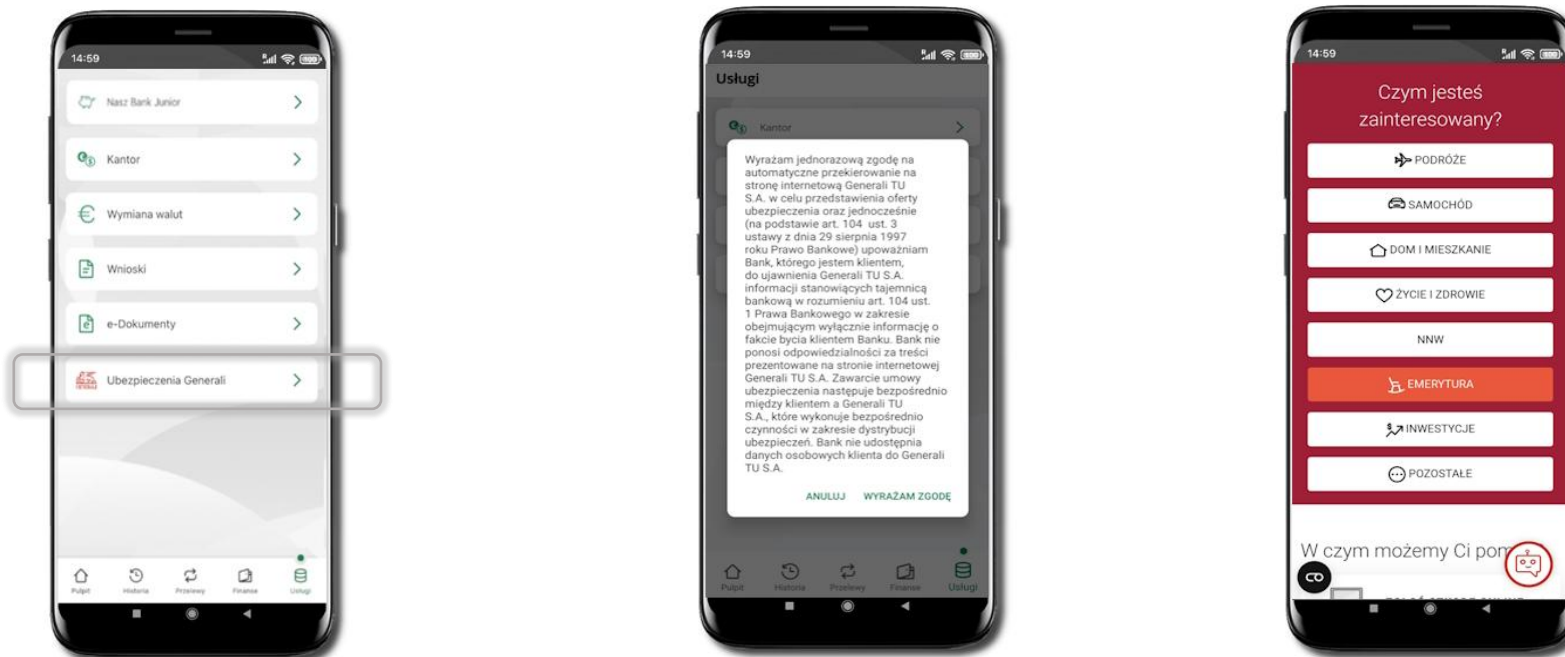 14:59
Nasz Bank Junior
Kantor
Wymiana walut
Wnioski
e-Dokumenty
Ubezpieczenia Generali
Pulpit
Historia
Przelewy
Finanse
Usługi
14:59
Usługi
Kantor
Wyrażam jednorazową zgodę na
automatyczne przekierowanie na
stronę internetową Generali TU
S.A. w celu przedstawienia oferty
ubezpieczenia oraz jednocześnie
(na podstawie art. 104 ust. 3
ustawy z dnia 29 sierpnia 1997
roku Prawo Bankowe) upoważniam
Bank, którego jestem klientem,
do ujawnienia Generali TU S.A.
informacji stanowiących tajemnicą
bankową w rozumieniu art. 104 ust.
1 Prawa Bankowego w zakresie
obejmującym wyłącznie informację o
fakcie bycia klientem Banku. Bank nie
ponosi odpowiedzialności za treści
prezentowane na stronie internetowej
Generali TU S.A. Zawarcie umowy
ubezpieczenia następuje bezpośrednio
między klientem a Generali TU
S.A., które wykonuje bezpośrednio
czynności w zakresie dystrybucji
ubezpieczeń. Bank nie udostępnia
danych osobowych klienta do Generali
TU S.A.
ANULUJ WYRAŻAM ZGODĘ
Pulpit
Historia
Przelewy
Finanse
Usługi
14:59
Czym jesteś
zainteresowany?
PODRÓŻE
SAMOCHÓD
DOM I MIESZKANIE
ŻYCIE I ZDROWIE
NNW
EMERYTURA
INWESTYCJE
POZOSTAŁE
W czym możemy Ci pom